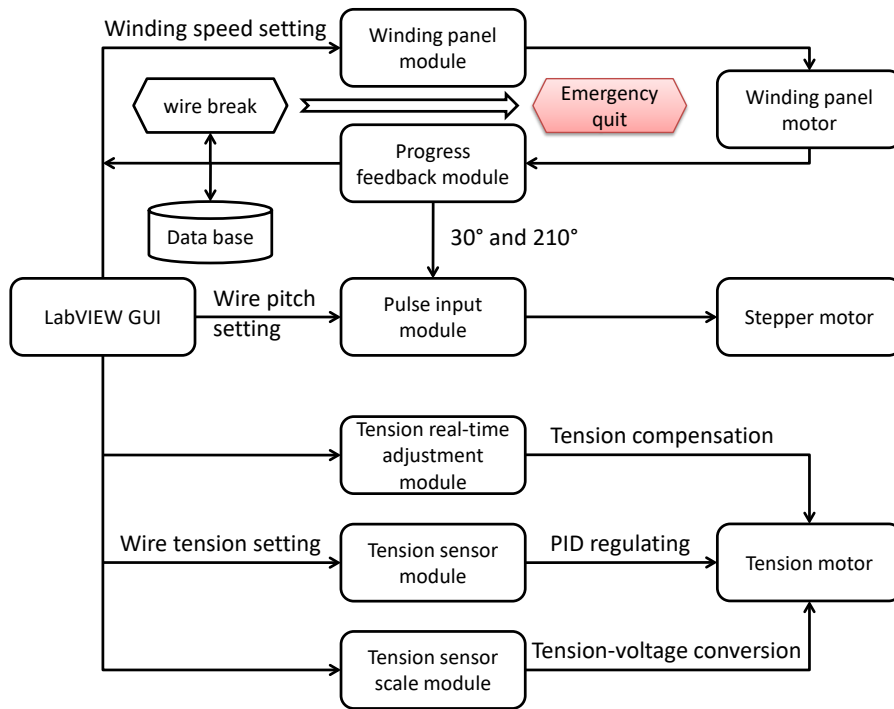 Winding speed setting
Winding panel
module
wire break
Emergency
quit
Winding panel
motor
Progress
feedback module
Data base
30° and 210°
LabVIEW GUI
Wire pitch
setting
Pulse input
module
Stepper motor
Tension real-time
adjustment
module
Tension compensation
Wire tension setting
Tension sensor
module
PID regulating
Tension motor
Tension sensor
scale module
Tension-voltage conversion